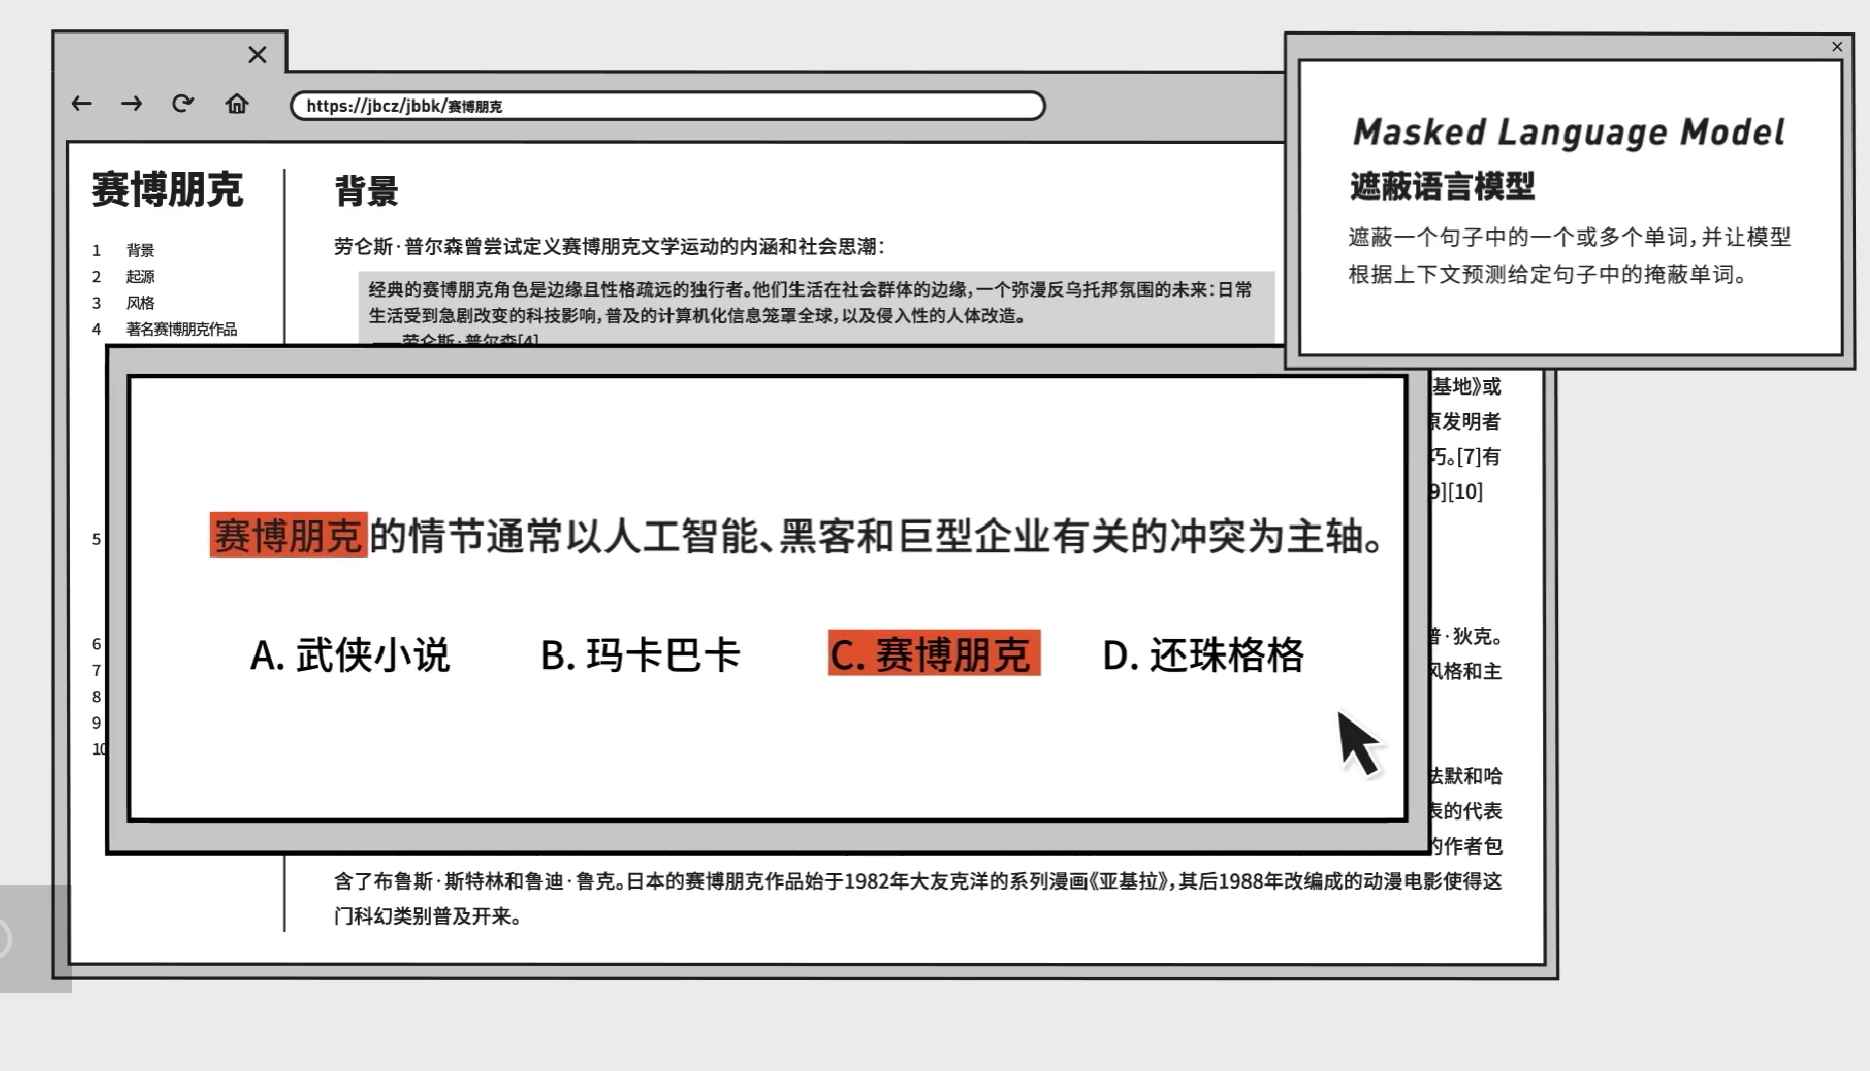 https://jbcz/jbbk/赛博朋克
Masked Language Model
遮蔽语言模型
遮蔽一个句子中的一个或多个单词,并让模型
根据上下文预测给定句子中的掩蔽单词。
赛博朋克
1 背景
2 起源
3 风格
4 著名赛博朋克作品
5
6
7
8
9
10
背景
劳仑斯·普尔森曾尝试定义赛博朋克文学运动的内涵和社会思潮:
经典的赛博朋克角色是边缘且性格疏远的独行者。他们生活在社会群体的边缘,一个弥漫反乌托邦氛围的未来:日常
生活受到急剧改变的科技影响,普及的计算机化信息笼罩全球,以及侵入性的人体改造。
——劳仑斯·普尔森[4]
基地》或
原发明者
巧。[7]有
9][10]
赛博朋克的情节通常以人工智能、黑客和巨型企业有关的冲突为主轴。
A. 武侠小说 B. 玛卡巴卡 C. 赛博朋克 D. 还珠格格
普·狄克。
风格和主
法默和哈
表的代表
的作者包
含了布鲁斯·斯特林和鲁迪·鲁克。日本的赛博朋克作品始于1982年大友克洋的系列漫画《亚基拉》,其后1988年改编成的动漫电影使得这
门科幻类别普及开来。